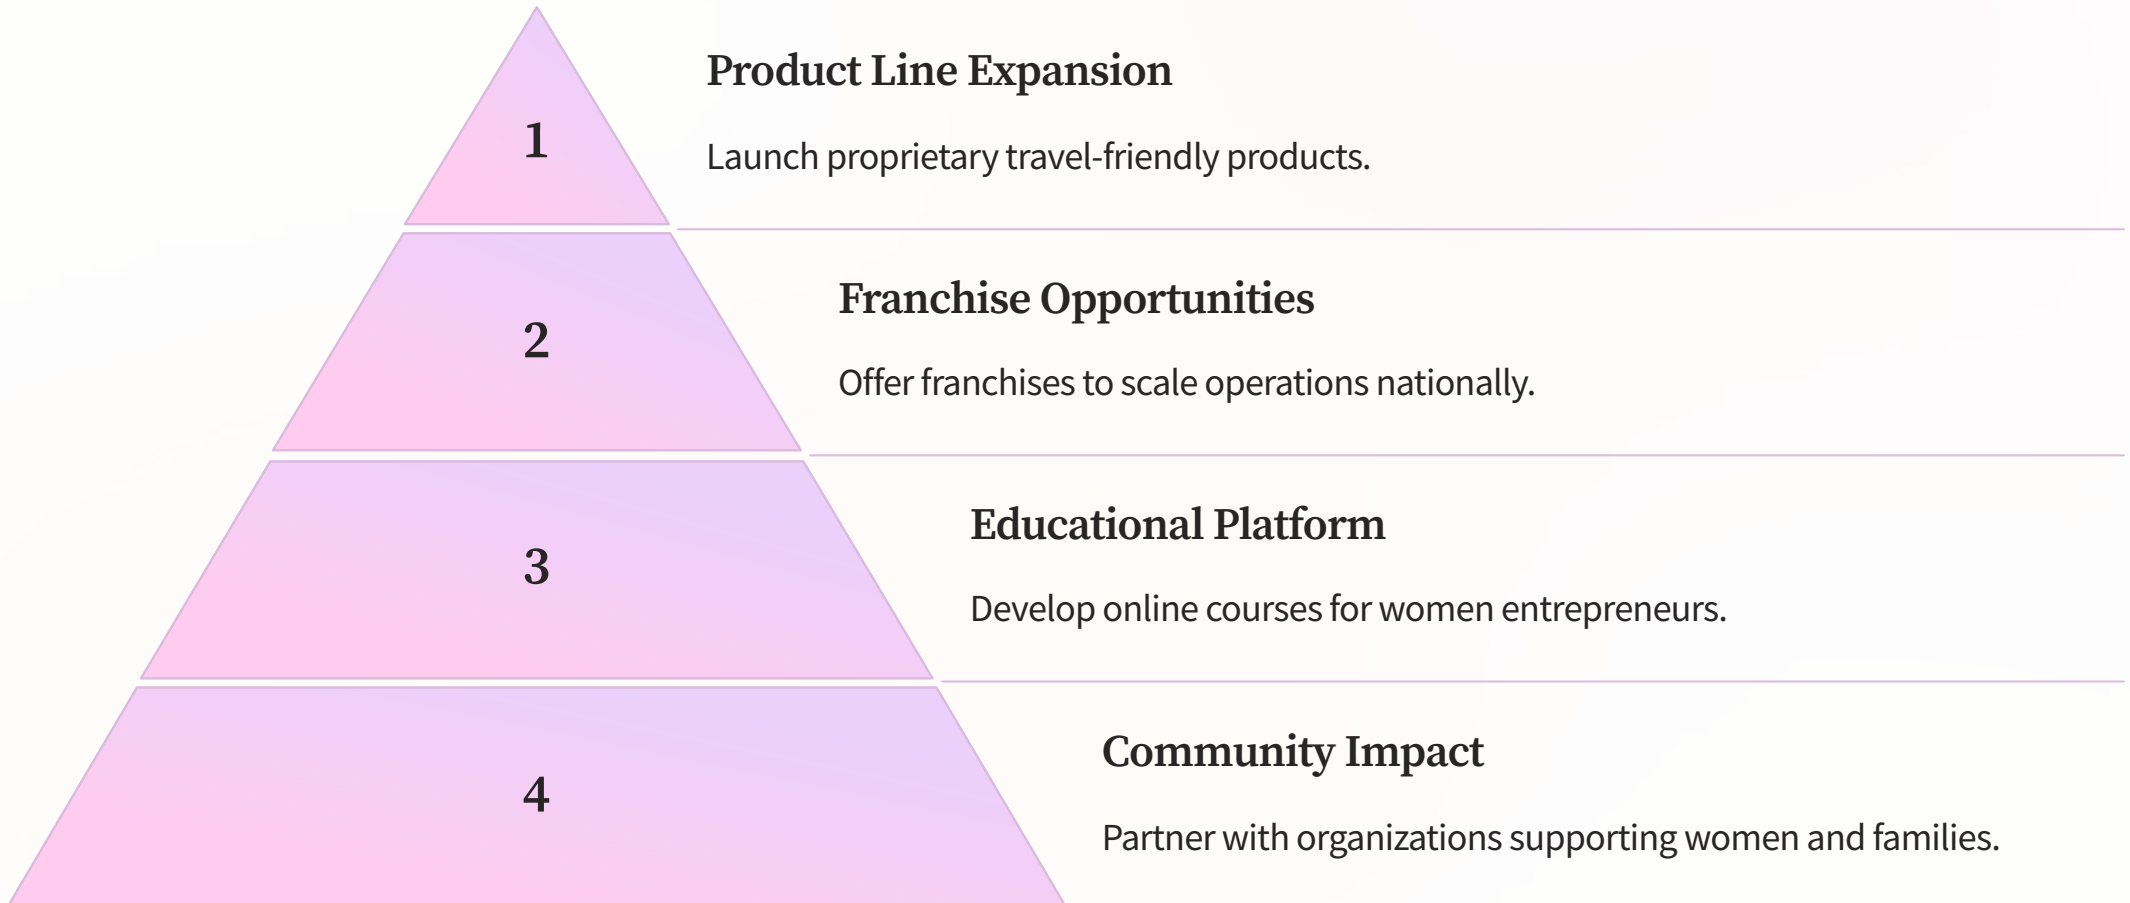 1
Product Line Expansion
Launch proprietary travel-friendly products.
2
Franchise Opportunities
Offer franchises to scale operations nationally.
3
Educational Platform
Develop online courses for women entrepreneurs.
4
Community Impact
Partner with organizations supporting women and families.